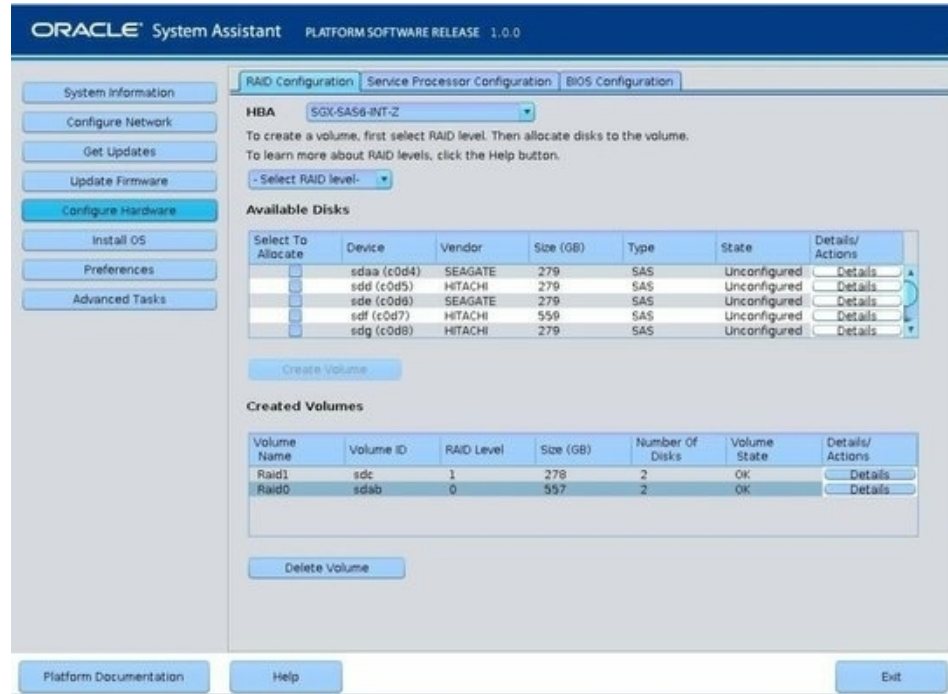 ORACLE System Assistant PLATFORM SOFTWARE RELEASE 1.0.0
System Information
Configure Network
Get Updates
Update Firmware
Configure Hardware
Install OS
Preferences
Advanced Tasks
RAID Configuration Service Processor Configuration BIOS Configuration
HBA SGX-SAS6-INT-Z
To create a volume, first select RAID level. Then allocate disks to the volume.
To learn more about RAID levels, click the Help button.
- Select RAID level-
Available Disks
Select To Allocate Device Vendor Size (GB) Type State Details/ Actions
sdaa (c0d4) SEAGATE 279 SAS Unconfigured Details
sdd (c0d5) HITACHI 279 SAS Unconfigured Details
sde (c0d6) SEAGATE 279 SAS Unconfigured Details
sdf (c0d7) HITACHI 559 SAS Unconfigured Details
sdg (c0d8) HITACHI 279 SAS Unconfigured Details
Create Volume
Created Volumes
Volume Name Volume ID RAID Level Size (GB) Number Of Disks Volume State Details/ Actions
Raid1 sdc 1 278 2 OK Details
Raid0 sdab 0 557 2 OK Details
Delete Volume
Platform Documentation Help Exit